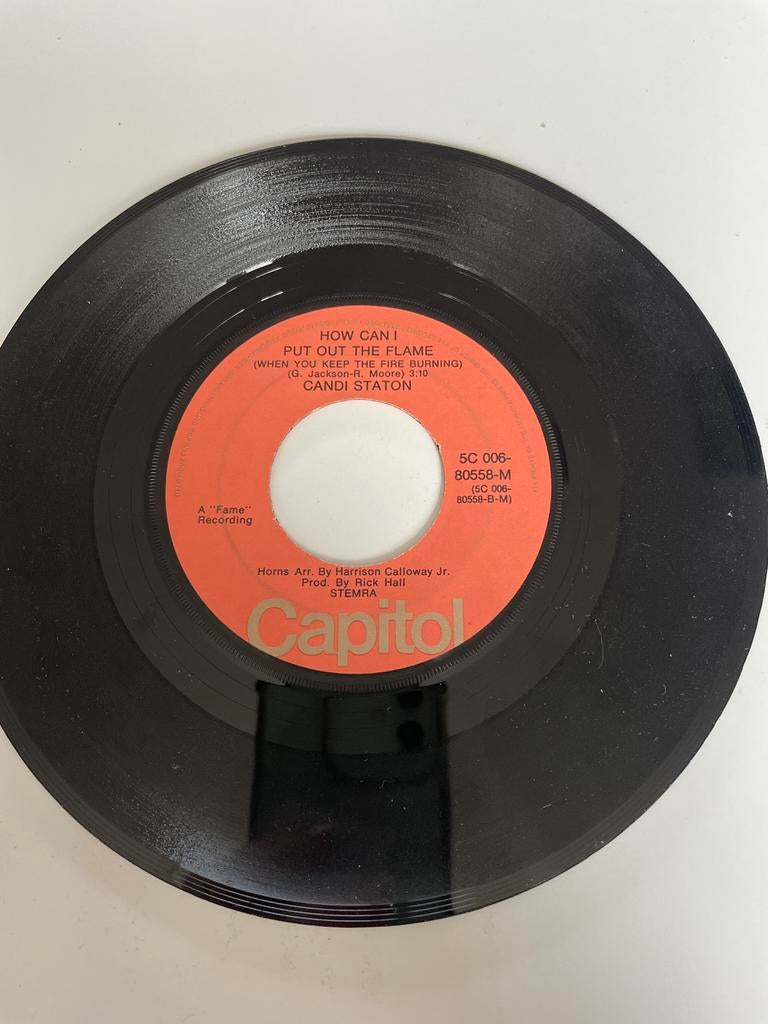 HOW CAN I
PUT OUT THE FLAME
(WHEN YOU KEEP THE FIRE BURNING)
(G. Jackson-R. Moore) 3:10
CANDI STATON
5C 006-
80558-M
(5C 006-
80558-B-M)
A "Fame"
Recording
Horns Arr. By Harrison Calloway Jr.
Prod. By Rick Hall
STEMRA
Capitol